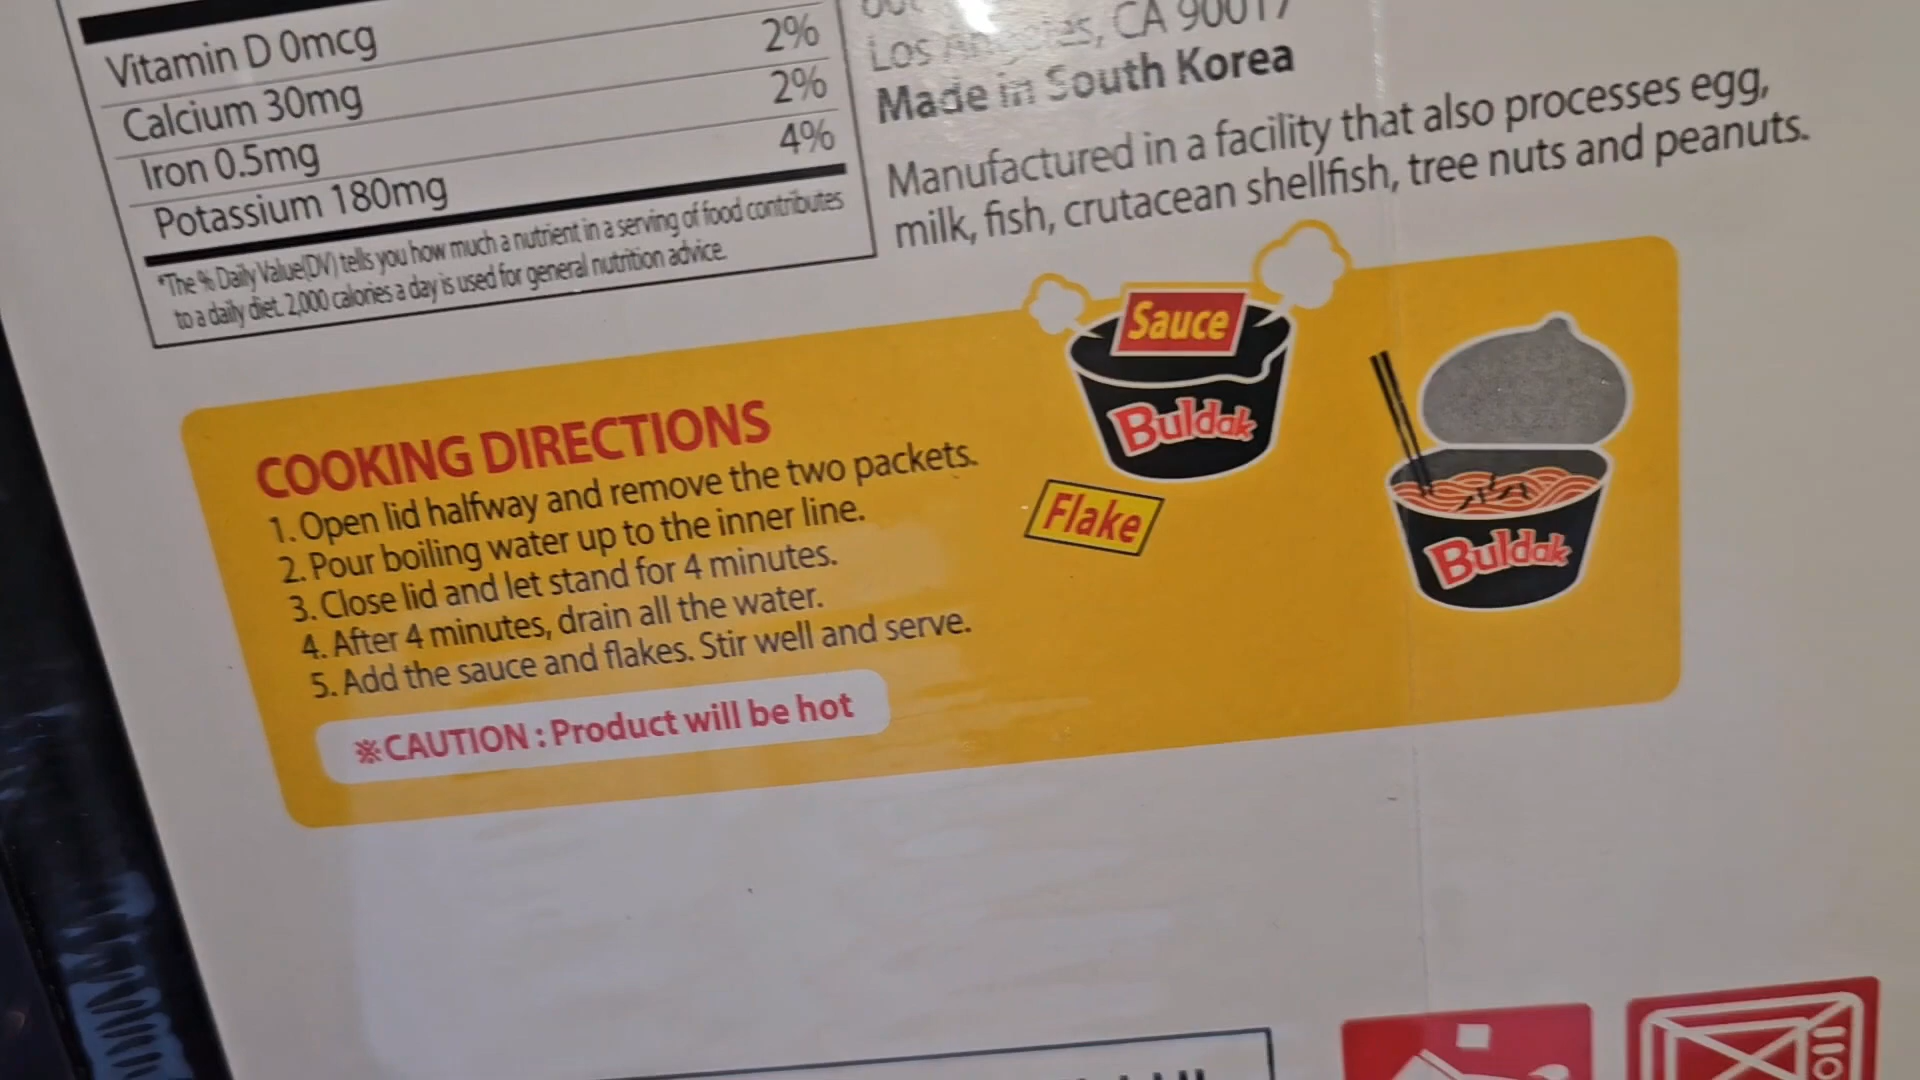 Vitamin D 0mcg
Calcium 30mg 2%
Iron 0.5mg 2%
Potassium 180mg 4%
*The % Daily Value(DV) tells you how much a nutrient in a serving of food contributes
to a daily diet. 2,000 calories a day is used for general nutrition advice.
Los Angeles, CA 90017
Made in South Korea
Manufactured in a facility that also processes egg,
milk, fish, crutacean shellfish, tree nuts and peanuts.
COOKING DIRECTIONS
1. Open lid halfway and remove the two packets.
2. Pour boiling water up to the inner line.
3. Close lid and let stand for 4 minutes.
4. After 4 minutes, drain all the water.
5. Add the sauce and flakes. Stir well and serve.
※CAUTION : Product will be hot
Sauce
Buldak
Flake
Buldak